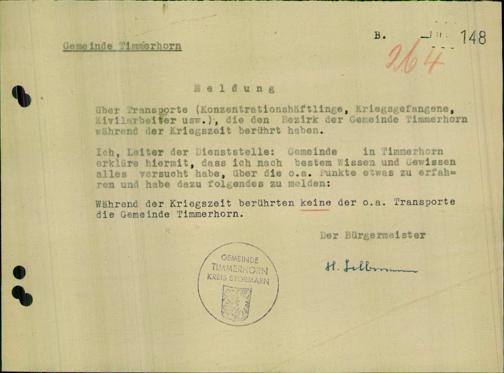 B. 148
264
Gemeinde Timmerhorn
Meldung
über Transporte (Konzentrationshäftlinge, Kriegsgefangene,
Zivilarbeiter usw.), die den Bezirk der Gemeinde Timmerhorn
während der Kriegszeit berührt haben.
Ich, Leiter der Dienststelle: Gemeinde in Timmerhorn
erkläre hiermit, dass ich nach bestem Wissen und Gewissen
alles versucht habe, über die o.a. Punkte etwas zu erfah=
ren und habe dazu folgendes zu melden:
Während der Kriegszeit berührten keine der o.a. Transporte
die Gemeinde Timmerhorn.
Der Bürgermeister
GEMEINDE
TIMMERHORN
KREIS STORMARN